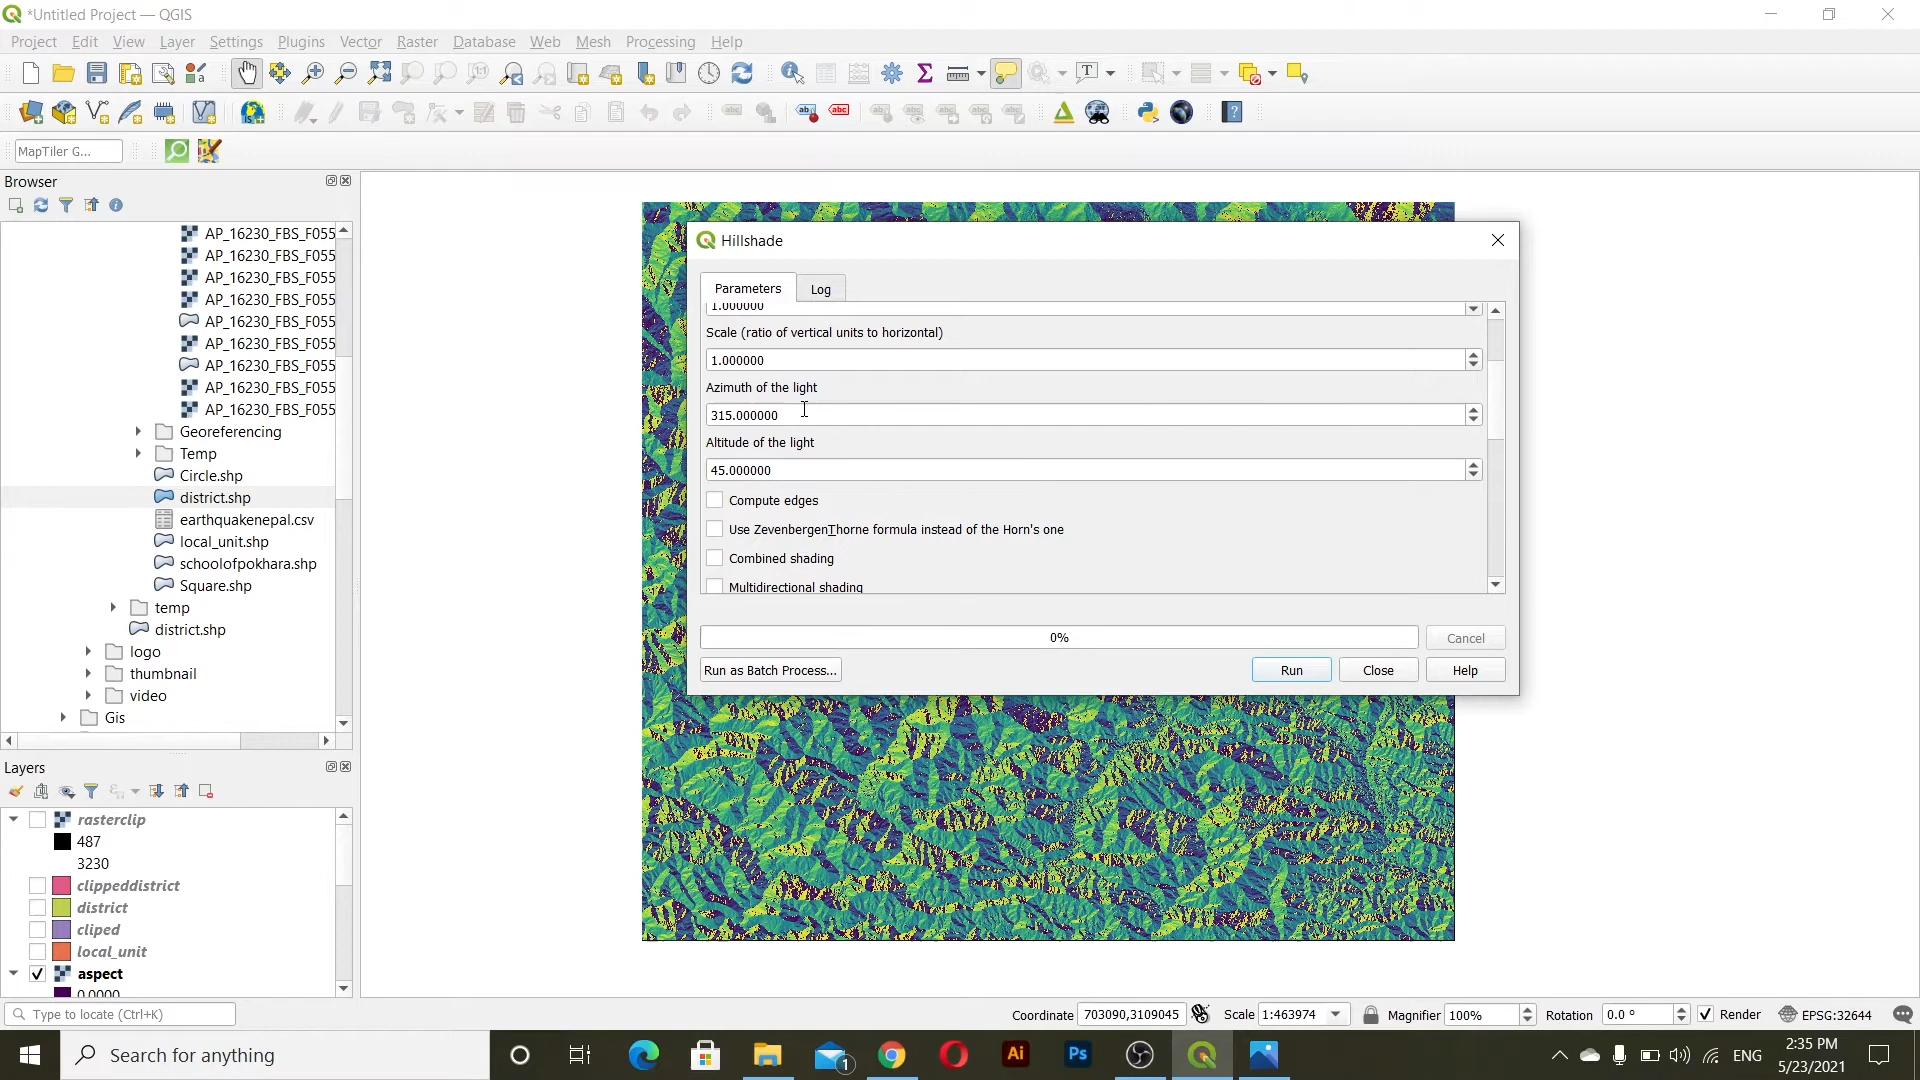 *Untitled Project — QGIS
Project Edit View Layer Settings Plugins Vector Raster Database Web Mesh Processing Help
MapTiler G...
Browser
AP_16230_FBS_F055
AP_16230_FBS_F055
AP_16230_FBS_F055
AP_16230_FBS_F055
AP_16230_FBS_F055
AP_16230_FBS_F055
AP_16230_FBS_F055
AP_16230_FBS_F055
AP_16230_FBS_F055
Georeferencing
Temp
Circle.shp
district.shp
earthquakenepal.csv
local_unit.shp
schoolofpokhara.shp
Square.shp
temp
district.shp
logo
thumbnail
video
Gis
Layers
rasterclip
487
3230
clippeddistrict
district
cliped
local_unit
aspect
0.0000
Hillshade
Parameters Log
1.000000
Scale (ratio of vertical units to horizontal)
1.000000
Azimuth of the light
315.000000
Altitude of the light
45.000000
Compute edges
Use ZevenbergenThorne formula instead of the Horn's one
Combined shading
Multidirectional shading
0%
Cancel
Run as Batch Process...
Run
Close
Help
Type to locate (Ctrl+K)
Coordinate 703090,3109045 Scale 1:463974 Magnifier 100% Rotation 0.0 ° Render EPSG:32644
Search for anything
1
Ai
Ps
ENG
2:35 PM
5/23/2021